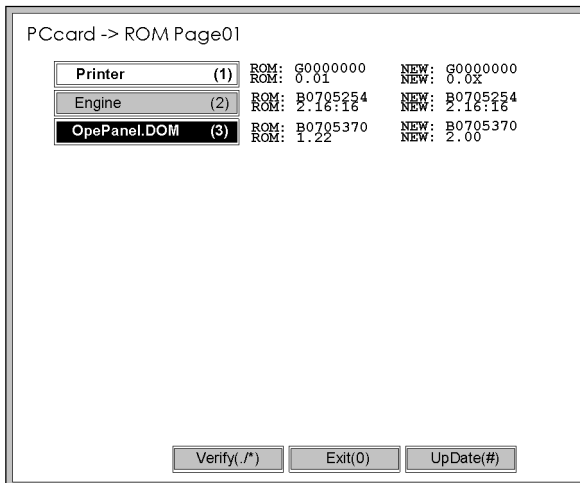 PCcard -> ROM Page01
Printer (1) ROM: G0000000 NEW: G0000000
ROM: 0.01 NEW: 0.0X
Engine (2) ROM: B0705254 NEW: B0705254
ROM: 2.16:16 NEW: 2.16:16
OpePanel.DOM (3) ROM: B0705370 NEW: B0705370
ROM: 1.22 NEW: 2.00
Verify(./*) Exit(0) UpDate(#)